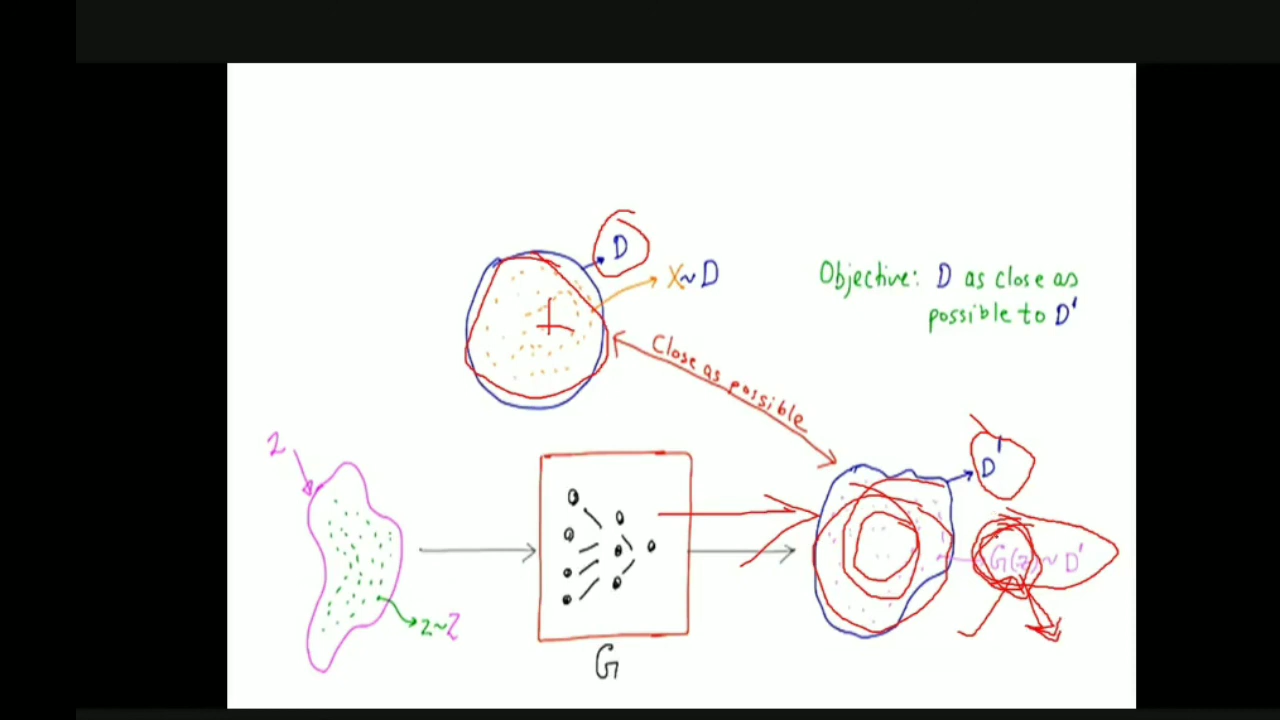 D
X~D
Objective: D as close as
possible to D'
Close as possible
Z
D'
G(z)~D'
z~Z
G